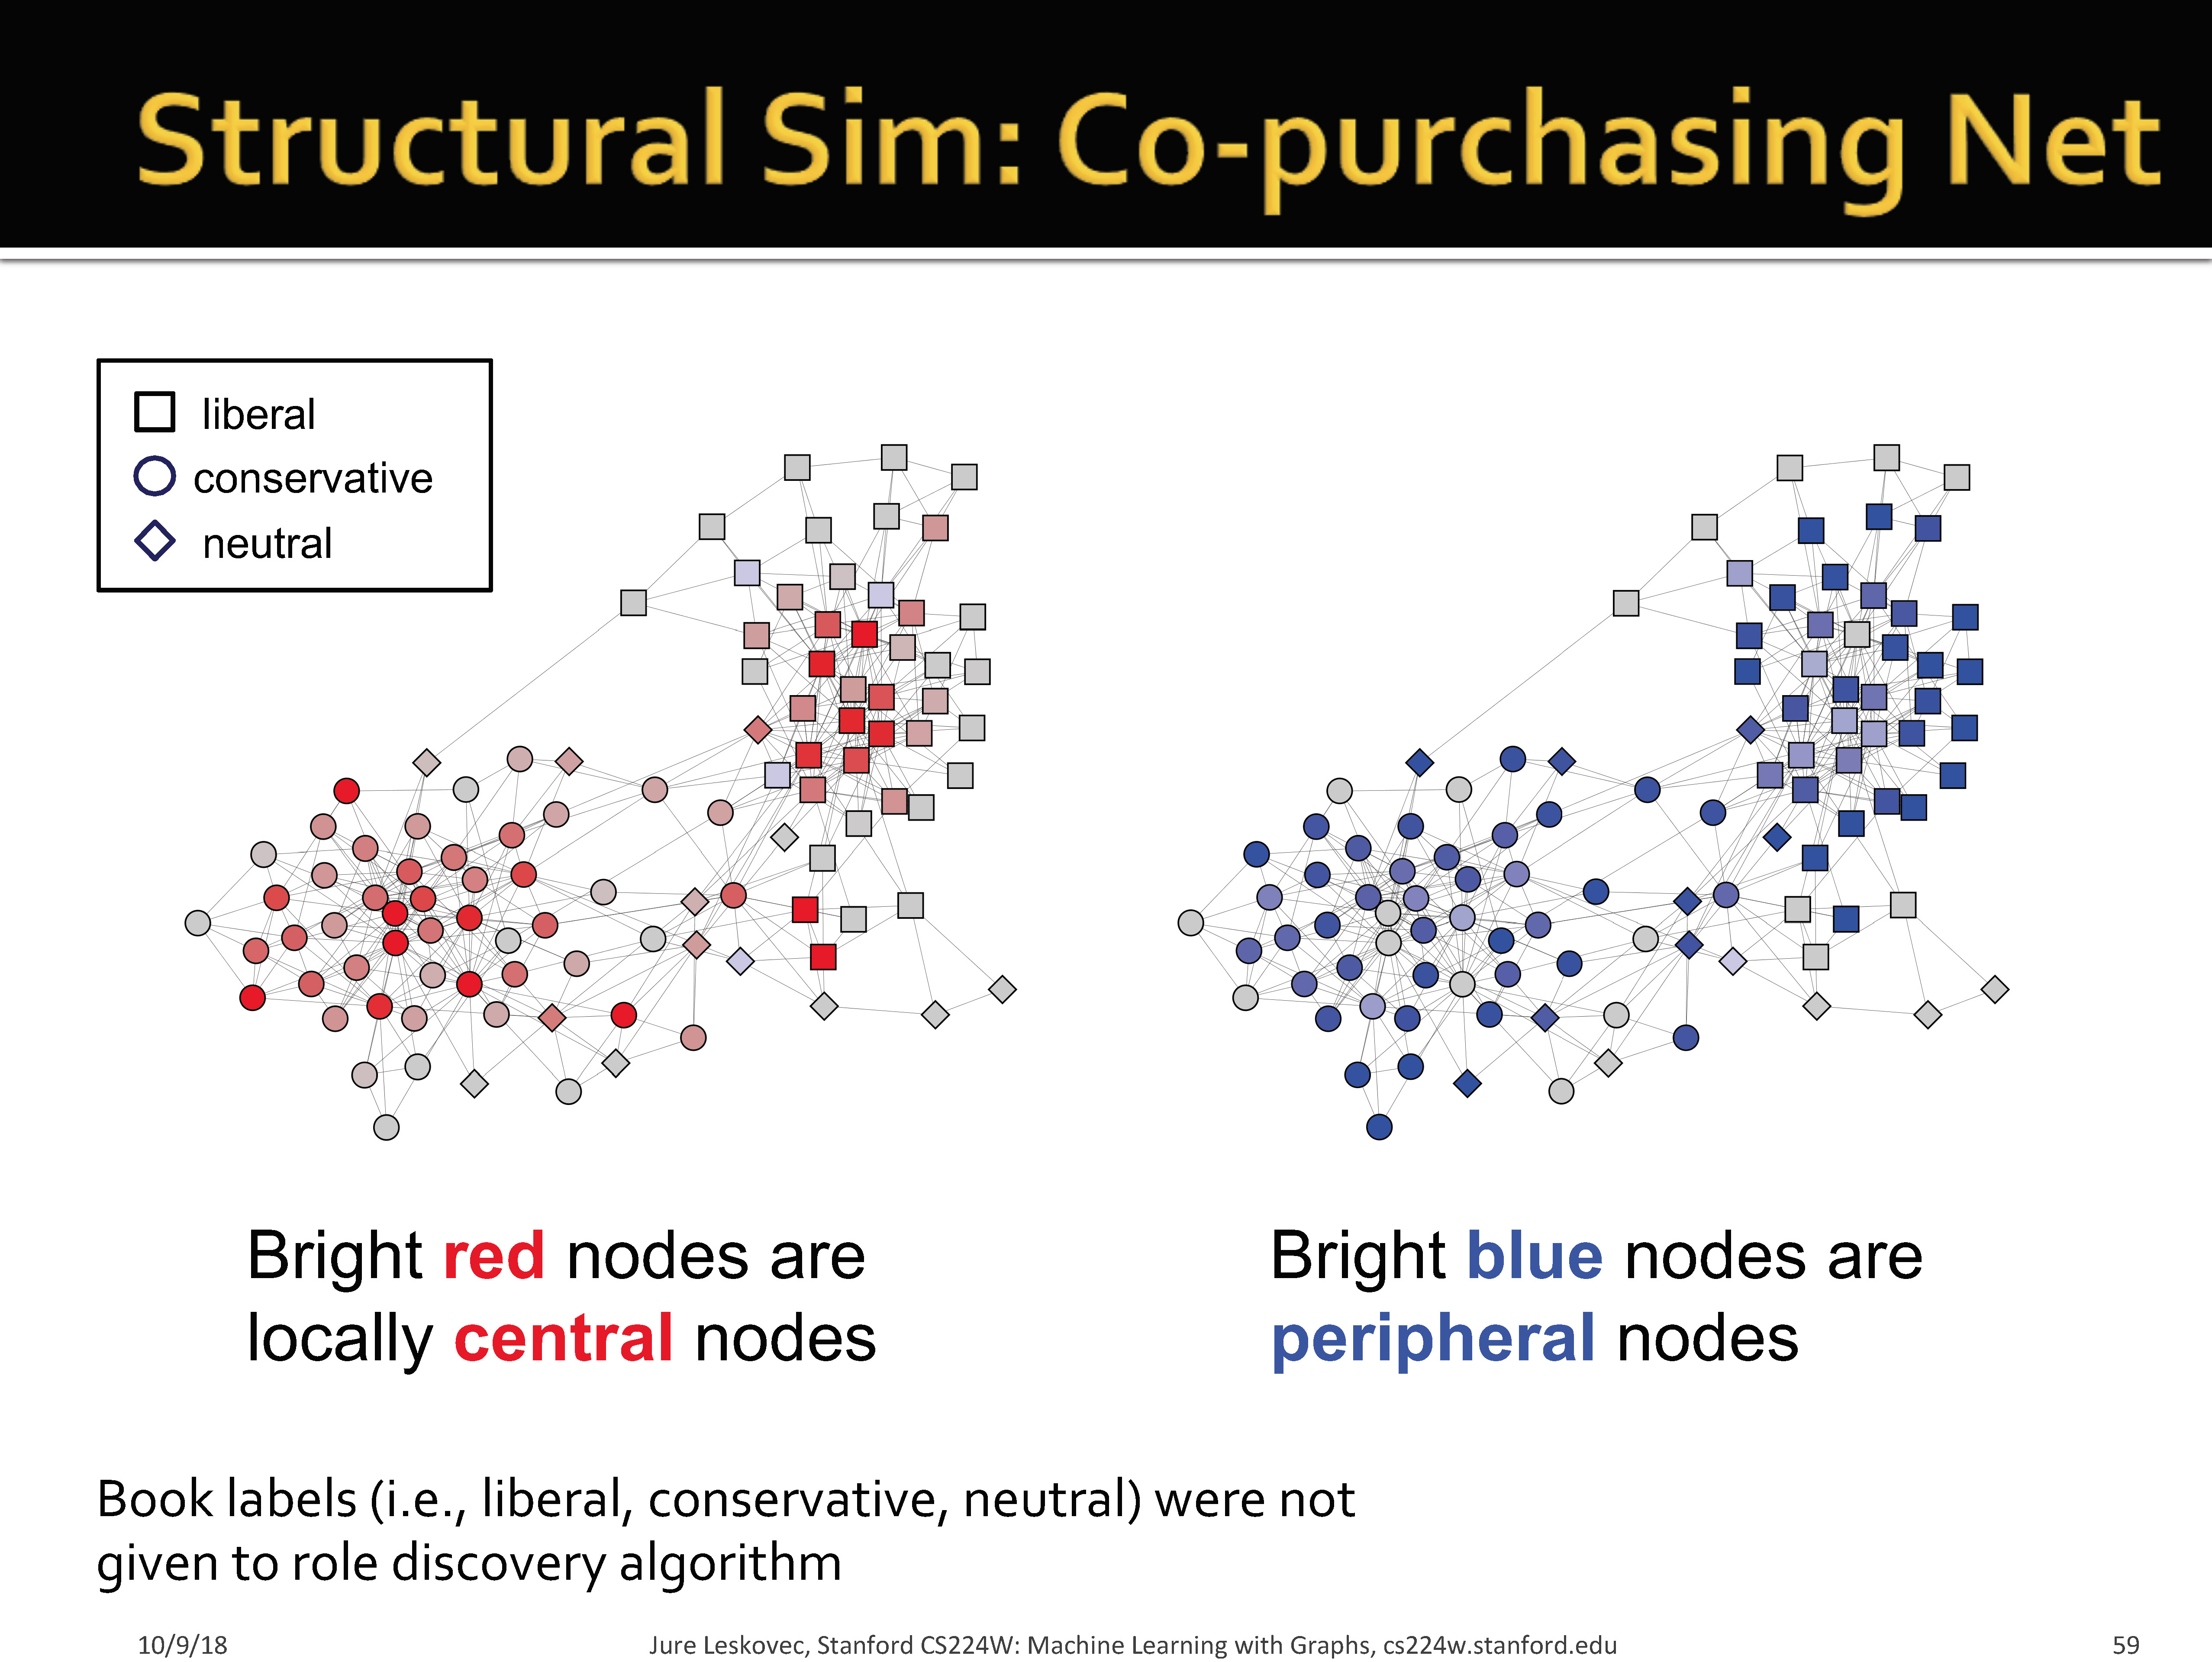 Structural Sim: Co-purchasing Net
liberal
conservative
neutral
Bright red nodes are
locally central nodes
Bright blue nodes are
peripheral nodes
Book labels (i.e., liberal, conservative, neutral) were not
given to role discovery algorithm
10/9/18
Jure Leskovec, Stanford CS224W: Machine Learning with Graphs, cs224w.stanford.edu
59